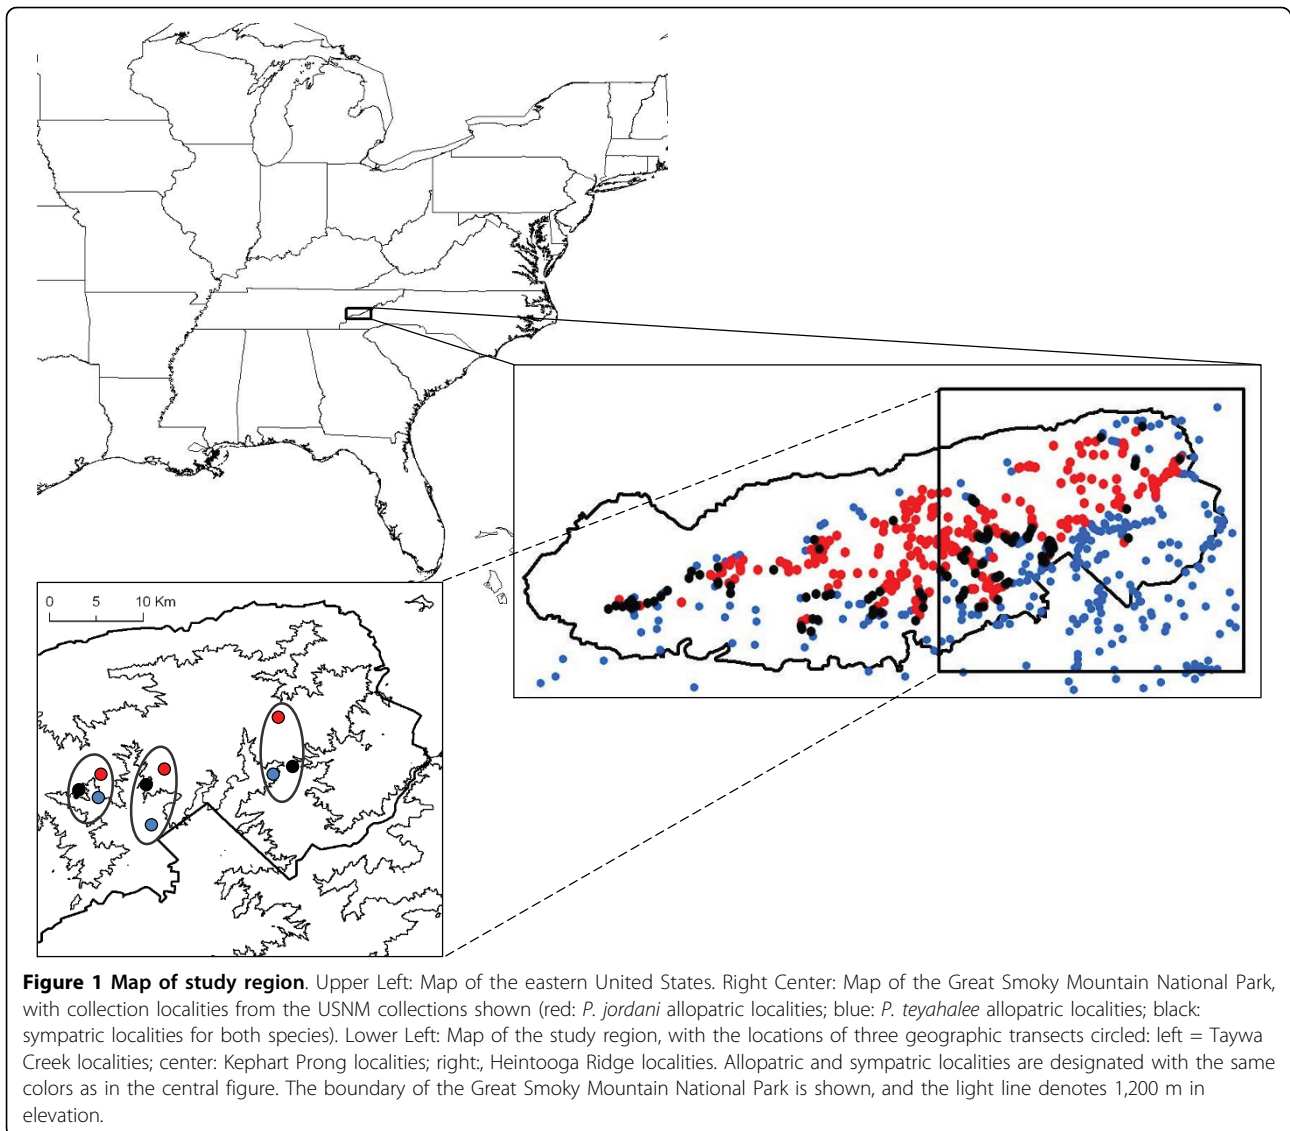 0 5 10 Km
Figure 1 Map of study region. Upper Left: Map of the eastern United States. Right Center: Map of the Great Smoky Mountain National Park,
with collection localities from the USNM collections shown (red: P. jordani allopatric localities; blue: P. teyahalee allopatric localities; black:
sympatric localities for both species). Lower Left: Map of the study region, with the locations of three geographic transects circled: left = Taywa
Creek localities; center: Kephart Prong localities; right:, Heintooga Ridge localities. Allopatric and sympatric localities are designated with the same
colors as in the central figure. The boundary of the Great Smoky Mountain National Park is shown, and the light line denotes 1,200 m in
elevation.